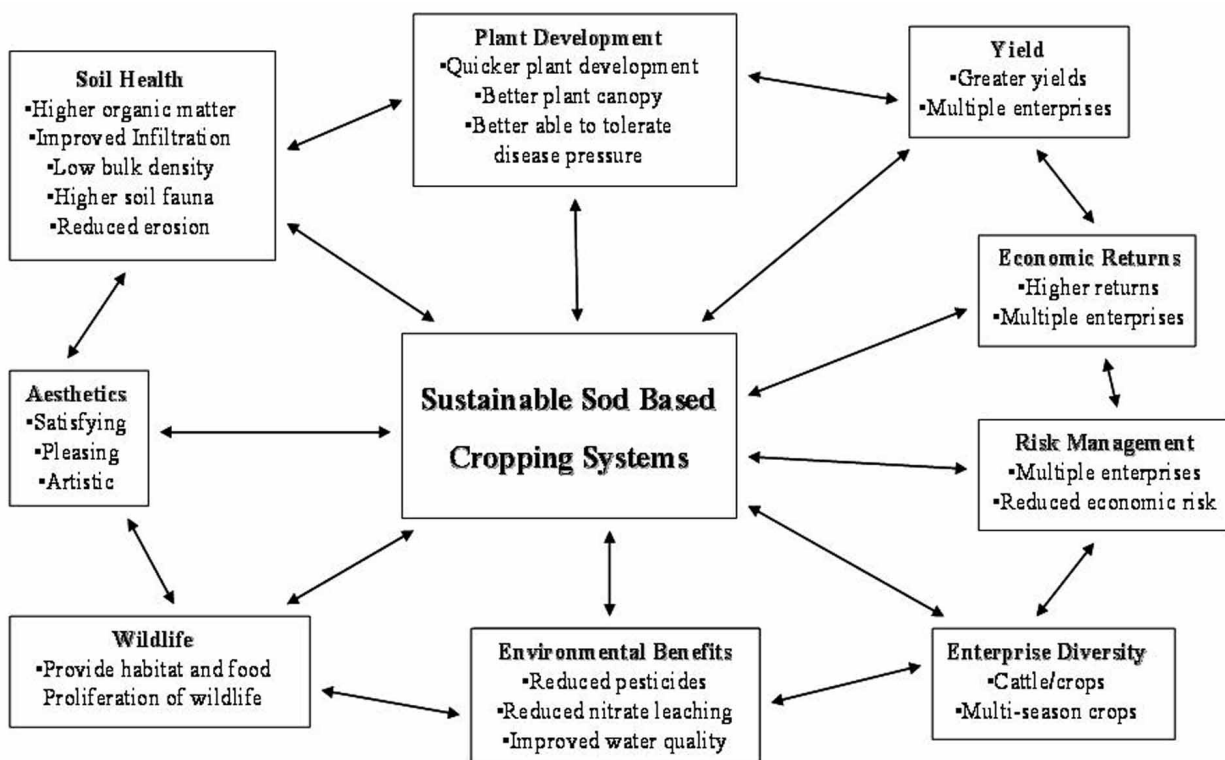 Soil Health
▪Higher organic matter
▪Improved Infiltration
▪Low bulk density
▪Higher soil fauna
▪Reduced erosion
Plant Development
▪Quicker plant development
▪Better plant canopy
▪Better able to tolerate
disease pressure
Yield
▪Greater yields
▪Multiple enterprises
Economic Returns
▪Higher returns
▪Multiple enterprises
Aesthetics
▪Satisfying
▪Pleasing
▪Artistic
Sustainable Sod Based
Cropping Systems
Risk Management
▪Multiple enterprises
▪Reduced economic risk
Wildlife
▪Provide habitat and food
Proliferation of wildlife
Environmental Benefits
▪Reduced pesticides
▪Reduced nitrate leaching
▪Improved water quality
Enterprise Diversity
▪Cattle/crops
▪Multi-season crops